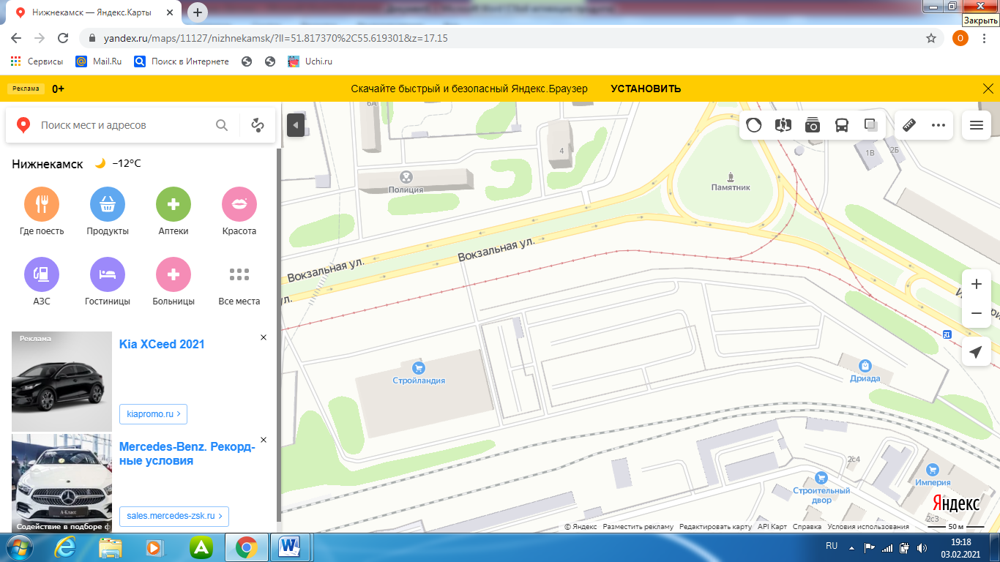 Нижнекамск — Яндекс.Карты
Закрыть
yandex.ru/maps/11127/nizhnekamsk/?ll=51.817370%2C55.619301&z=17.15
О
Сервисы
Mail.Ru
Поиск в Интернете
Uchi.ru
Реклама
0+
Скачайте быстрый и безопасный Яндекс.Браузер
УСТАНОВИТЬ
Поиск мест и адресов
Нижнекамск
−12°C
Где поесть
Продукты
Аптеки
Красота
АЗС
Гостиницы
Больницы
Все места
Реклама
Kia XCeed 2021
kiapromo.ru
Mercedes-Benz. Рекорд-
ные условия
sales.mercedes-zsk.ru
А-Класс
Содействие в подборе ф
6А
4
1В
2Б
Полиция
Памятник
Вокзальная ул.
Вокзальная ул.
ул.
Стройландия
Дриада
2с4
Строительный
двор
Империя
2с3
Яндекс
© Яндекс
Разместить рекламу
Редактировать карту
API Карт
Справка
Условия использования
50 м
RU
19:18
03.02.2021